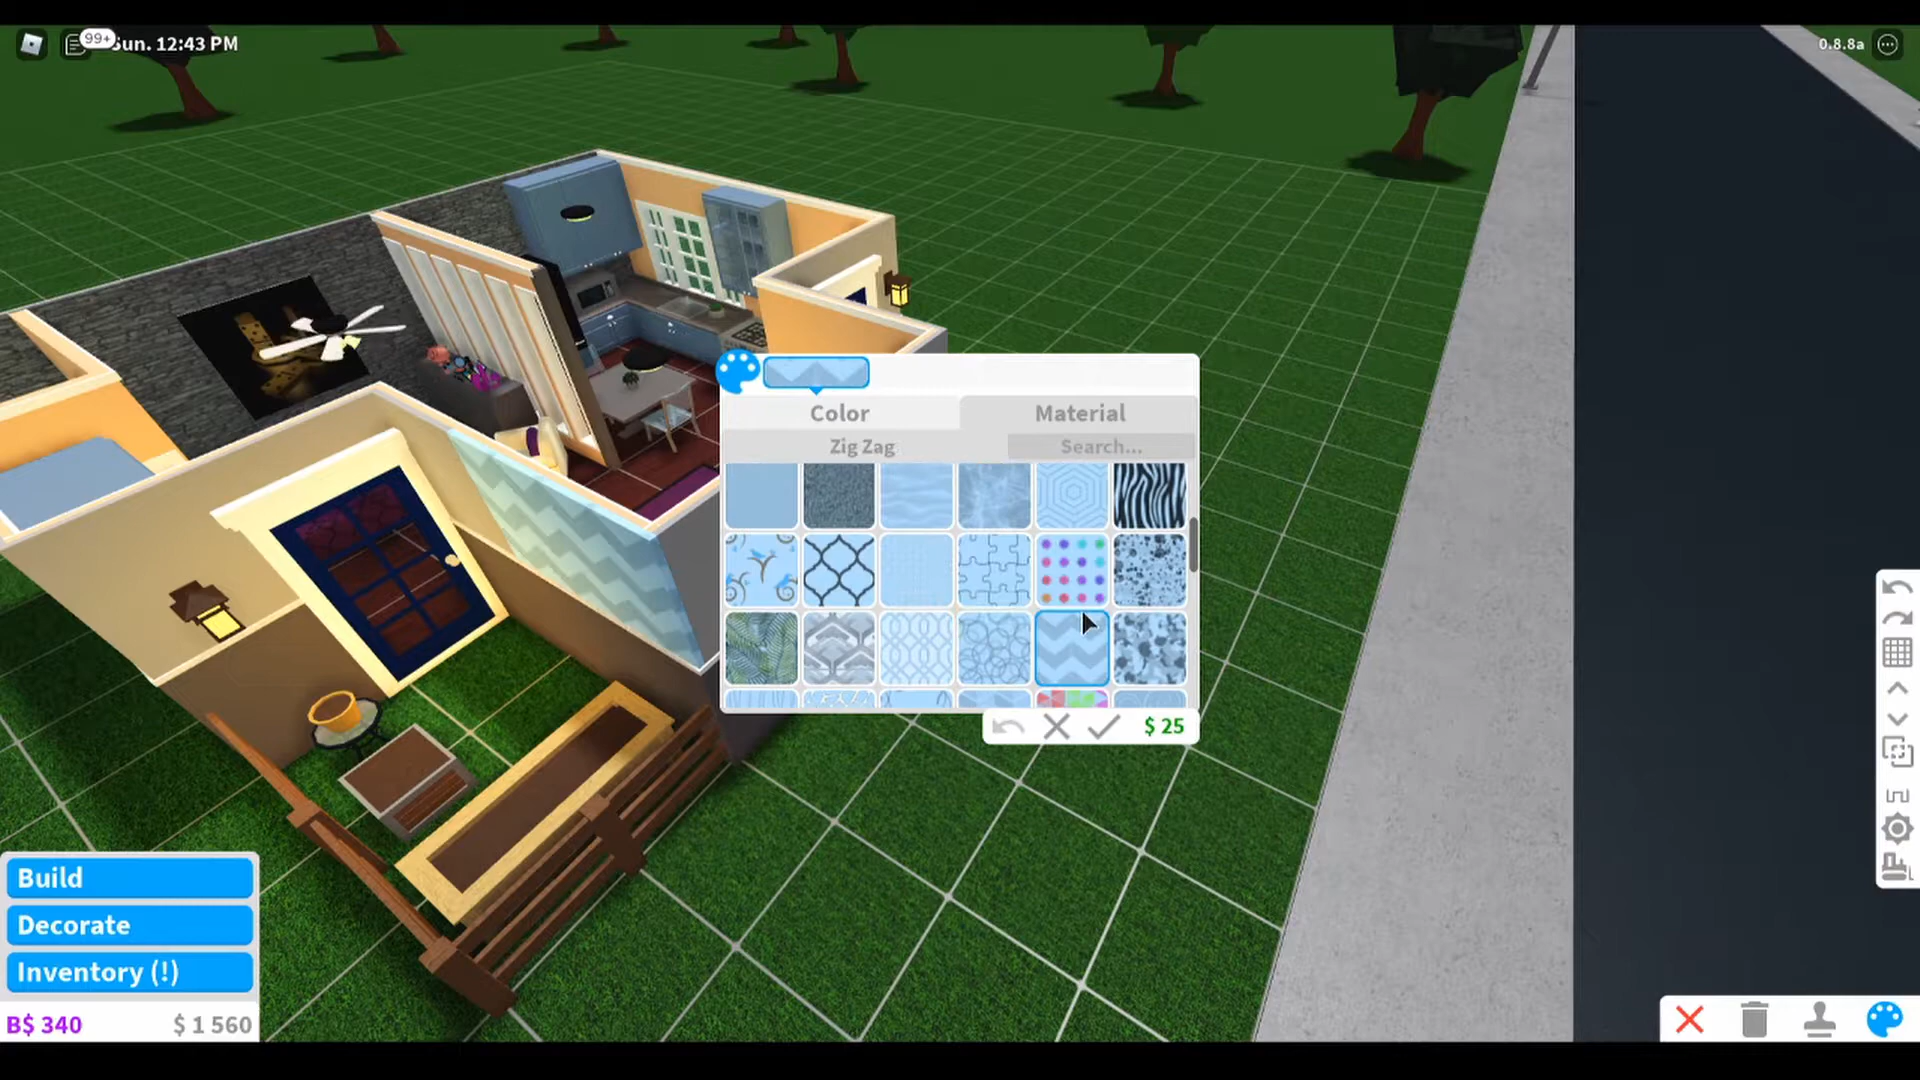 99+
Sun. 12:43 PM
0.8.8a
Color
Material
Zig Zag
Search...
$ 25
Build
Decorate
Inventory (!)
B$ 340
$ 1 560